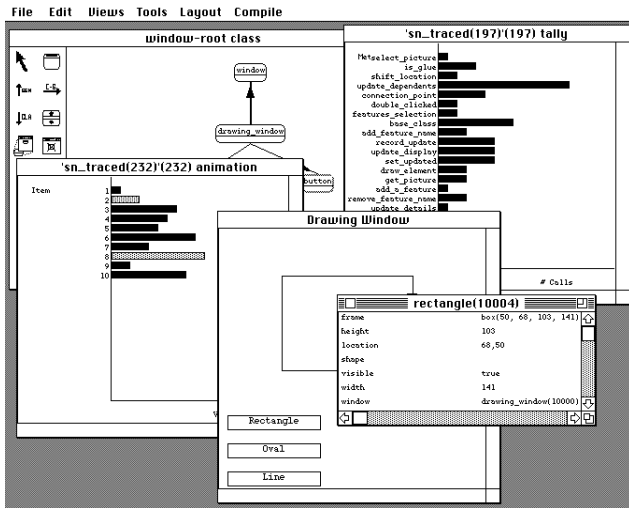 File Edit Views Tools Layout Compile
window-root class
window
drawing_window
button
'sn_traced(197)'(197) tally
select_picture
is_glue
shift_location
update_dependents
connection_point
double_clicked
features_selection
base_class
add_feature_name
record_update
update_display
set_updated
draw_element
get_picture
add_a_feature
remove_feature_name
update_details
# Calls
'sn_traced(232)'(232) animation
Item
1
2
3
4
5
6
7
8
9
10
Drawing Window
Rectangle
Oval
Line
rectangle(10004)
frame box(50, 68, 103, 141)
height 103
location 68,50
shape
visible true
width 141
window drawing_window(10000)